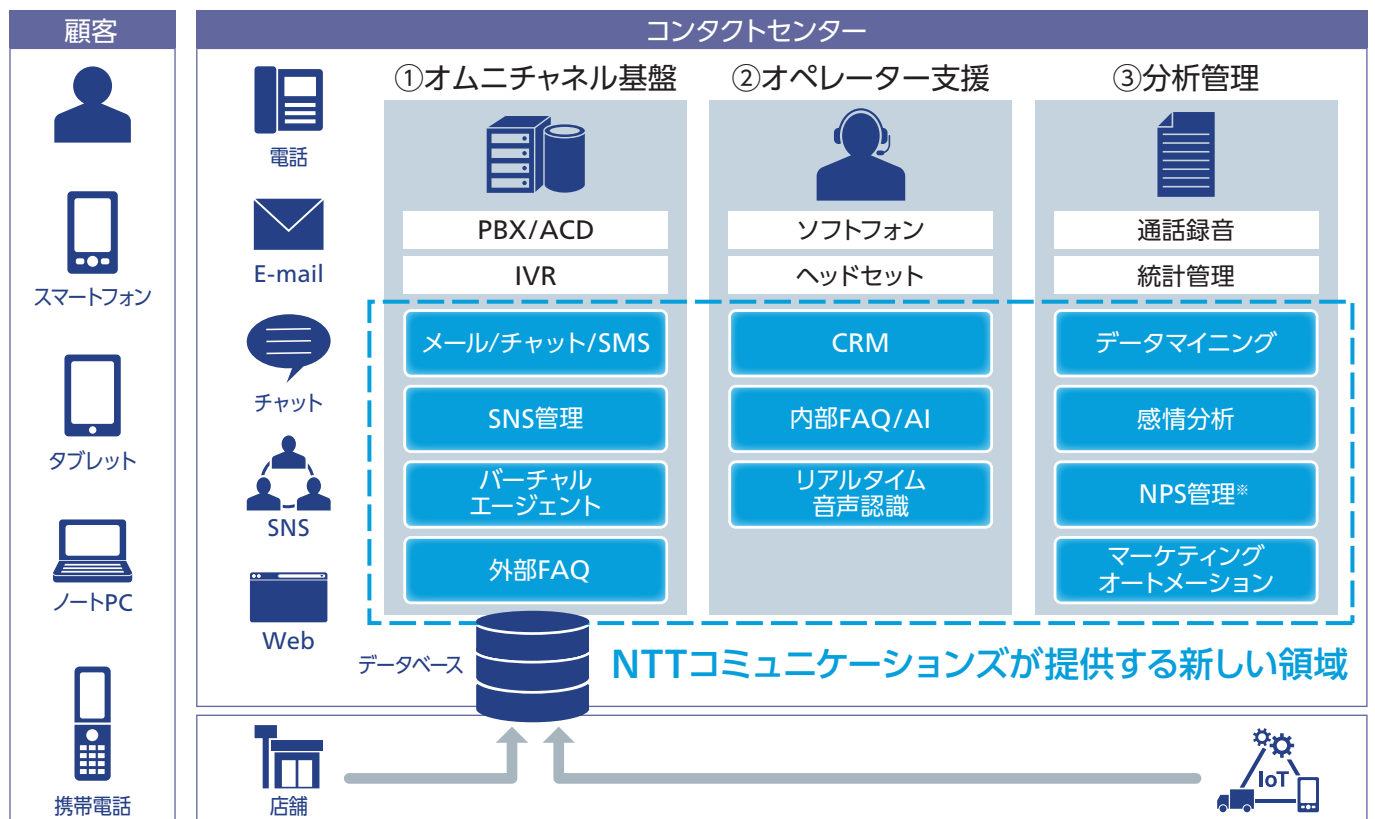 顧客
スマートフォン
タブレット
ノートPC
携帯電話
コンタクトセンター
電話
E-mail
チャット
SNS
Web
①オムニチャネル基盤
PBX/ACD
IVR
メール/チャット/SMS
SNS管理
バーチャル
エージェント
外部FAQ
②オペレーター支援
ソフトフォン
ヘッドセット
CRM
内部FAQ/AI
リアルタイム
音声認識
③分析管理
通話録音
統計管理
データマイニング
感情分析
NPS管理※
マーケティング
オートメーション
データベース
NTTコミュニケーションズが提供する新しい領域
店舗
IoT